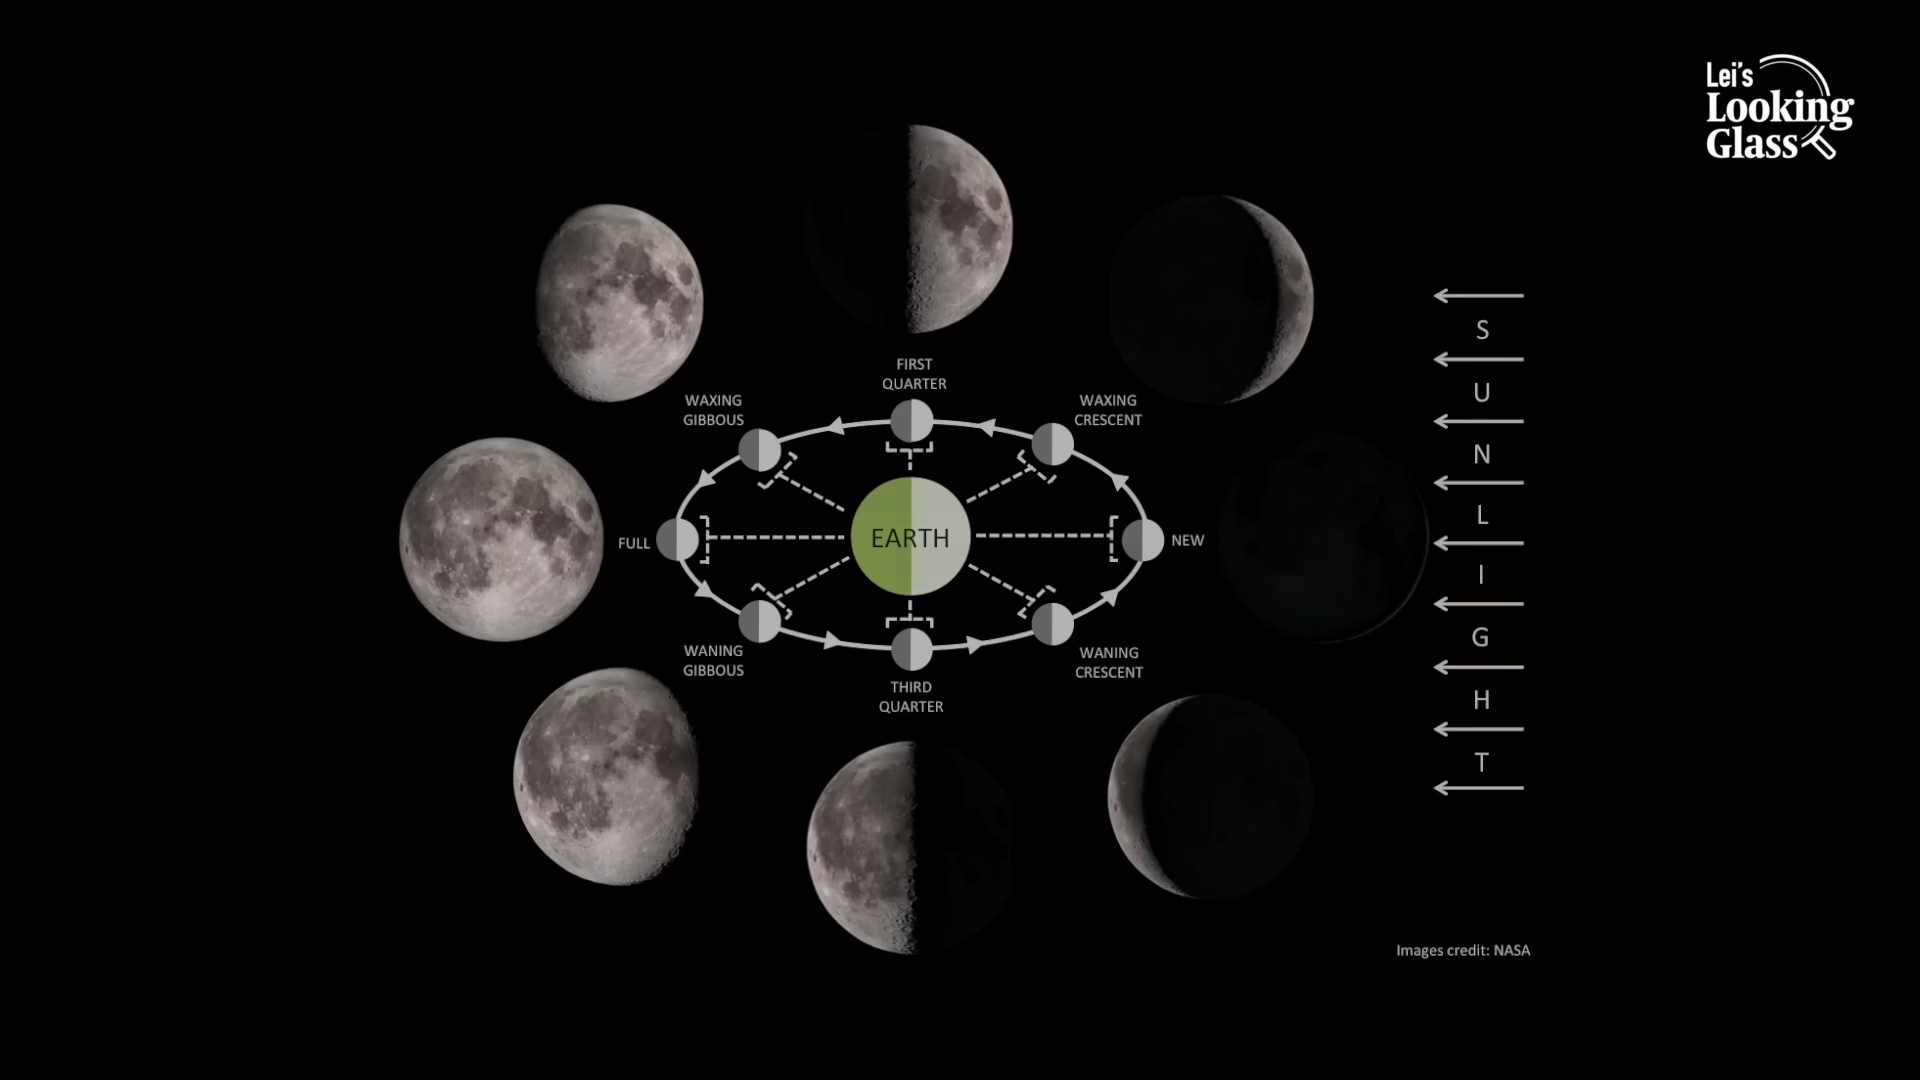 Lei's
Looking
Glass
FIRST
QUARTER
WAXING
GIBBOUS
WAXING
CRESCENT
FULL
EARTH
NEW
WANING
GIBBOUS
THIRD
QUARTER
WANING
CRESCENT
S
U
N
L
I
G
H
T
Images credit: NASA